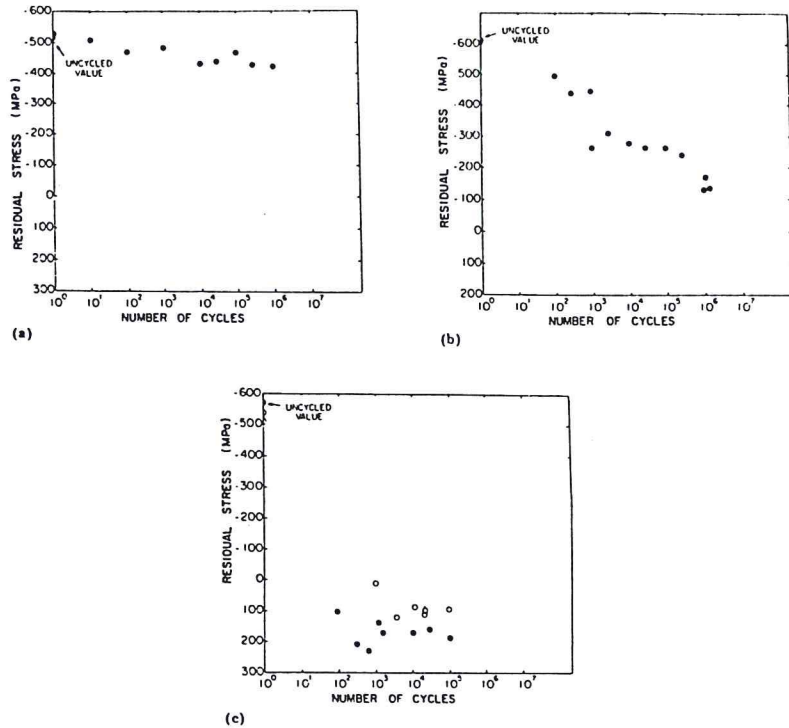 -600
-500
-400
-300
-200
-100
0
100
200
300
RESIDUAL STRESS (MPa)
UNCYCLED
VALUE
10⁰ 10¹ 10² 10³ 10⁴ 10⁵ 10⁶ 10⁷
NUMBER OF CYCLES
(a)
-600
-500
-400
-300
-200
-100
0
100
200
RESIDUAL STRESS (MPa)
UNCYCLED
VALUE
10⁰ 10¹ 10² 10³ 10⁴ 10⁵ 10⁶ 10⁷
NUMBER OF CYCLES
(b)
-600
-500
-400
-300
-200
-100
0
100
200
300
RESIDUAL STRESS (MPa)
UNCYCLED
VALUE
10⁰ 10¹ 10² 10³ 10⁴ 10⁵ 10⁶ 10⁷
NUMBER OF CYCLES
(c)